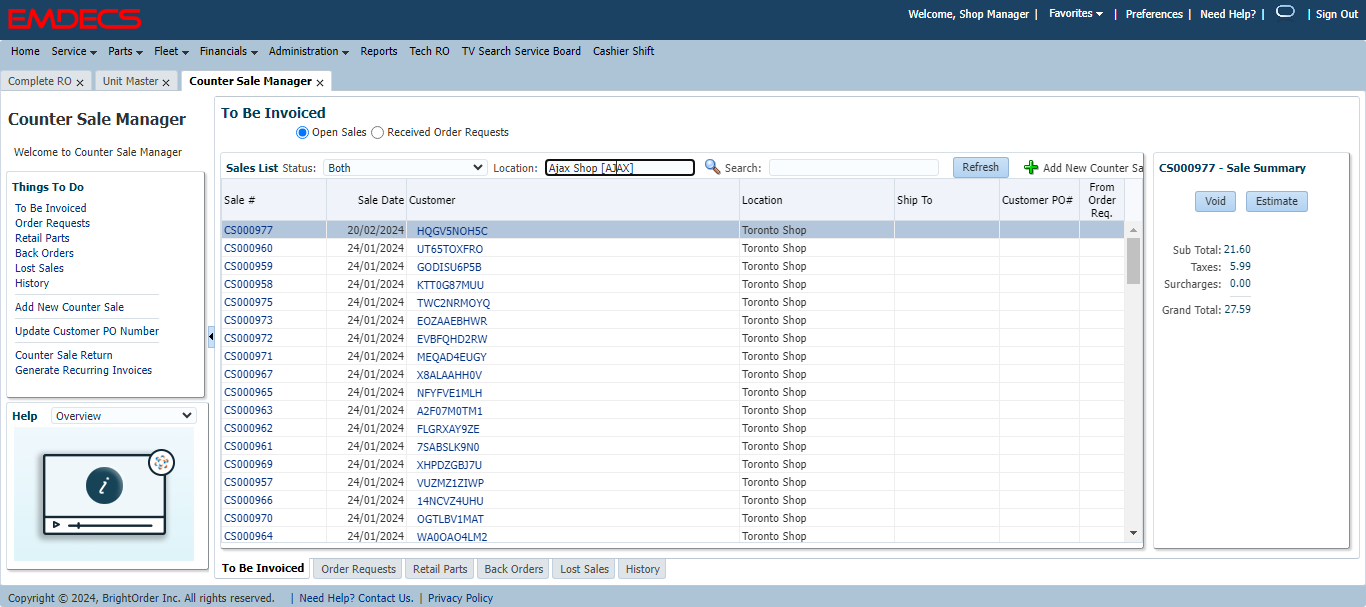 EMDECS
Welcome, Shop Manager | Favorites | Preferences | Need Help? | | Sign Out
Home Service Parts Fleet Financials Administration Reports Tech RO TV Search Service Board Cashier Shift
Complete RO x Unit Master x Counter Sale Manager x
Counter Sale Manager
Welcome to Counter Sale Manager
Things To Do
To Be Invoiced
Order Requests
Retail Parts
Back Orders
Lost Sales
History
Add New Counter Sale
Update Customer PO Number
Counter Sale Return
Generate Recurring Invoices
Help Overview
i
To Be Invoiced
Open Sales Received Order Requests
Sales List Status: Both Location: Ajax Shop [AJAX] Search: Refresh Add New Counter Sa
Sale # Sale Date Customer Location Ship To Customer PO# From Order Req.
CS000977 20/02/2024 HQGV5NOH5C Toronto Shop
CS000960 24/01/2024 UT65TOXFRO Toronto Shop
CS000959 24/01/2024 GODISU6P5B Toronto Shop
CS000958 24/01/2024 KTT0G87MUU Toronto Shop
CS000975 24/01/2024 TWC2NRMOYQ Toronto Shop
CS000973 24/01/2024 EOZAAEBHWR Toronto Shop
CS000972 24/01/2024 EVBFQHD2RW Toronto Shop
CS000971 24/01/2024 MEQAD4EUGY Toronto Shop
CS000967 24/01/2024 X8ALAAHH0V Toronto Shop
CS000965 24/01/2024 NFYFVE1MLH Toronto Shop
CS000963 24/01/2024 A2F07M0TM1 Toronto Shop
CS000962 24/01/2024 FLGRXAY9ZE Toronto Shop
CS000961 24/01/2024 7SABSLK9N0 Toronto Shop
CS000969 24/01/2024 XHPDZGBJ7U Toronto Shop
CS000957 24/01/2024 VUZMZ1ZIWP Toronto Shop
CS000966 24/01/2024 14NCVZ4UHU Toronto Shop
CS000970 24/01/2024 OGTLBV1MAT Toronto Shop
CS000964 24/01/2024 WA0OAO4LM2 Toronto Shop
CS000977 - Sale Summary
Void Estimate
Sub Total: 21.60
Taxes: 5.99
Surcharges: 0.00
Grand Total: 27.59
To Be Invoiced Order Requests Retail Parts Back Orders Lost Sales History
Copyright © 2024, BrightOrder Inc. All rights reserved. | Need Help? Contact Us. | Privacy Policy